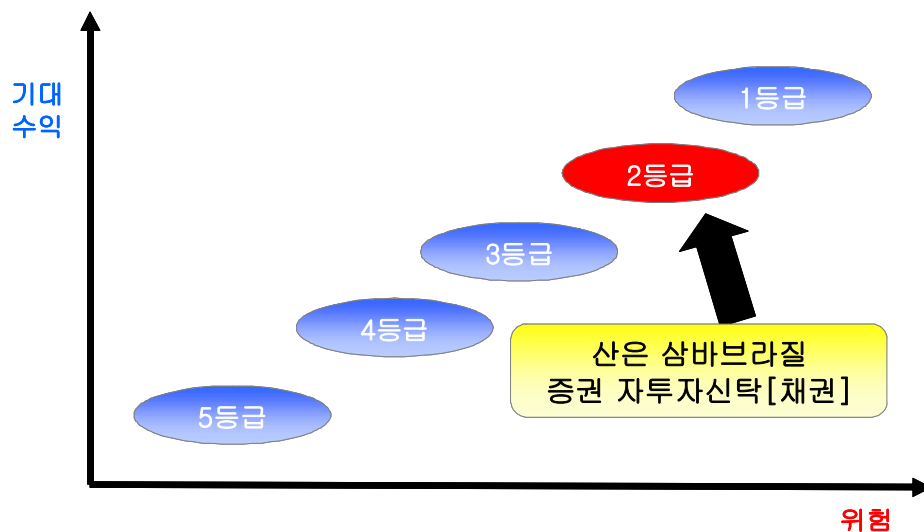 기대
수익
1등급
2등급
3등급
4등급
5등급
산은 삼바브라질
증권 자투자신탁[채권]
위험